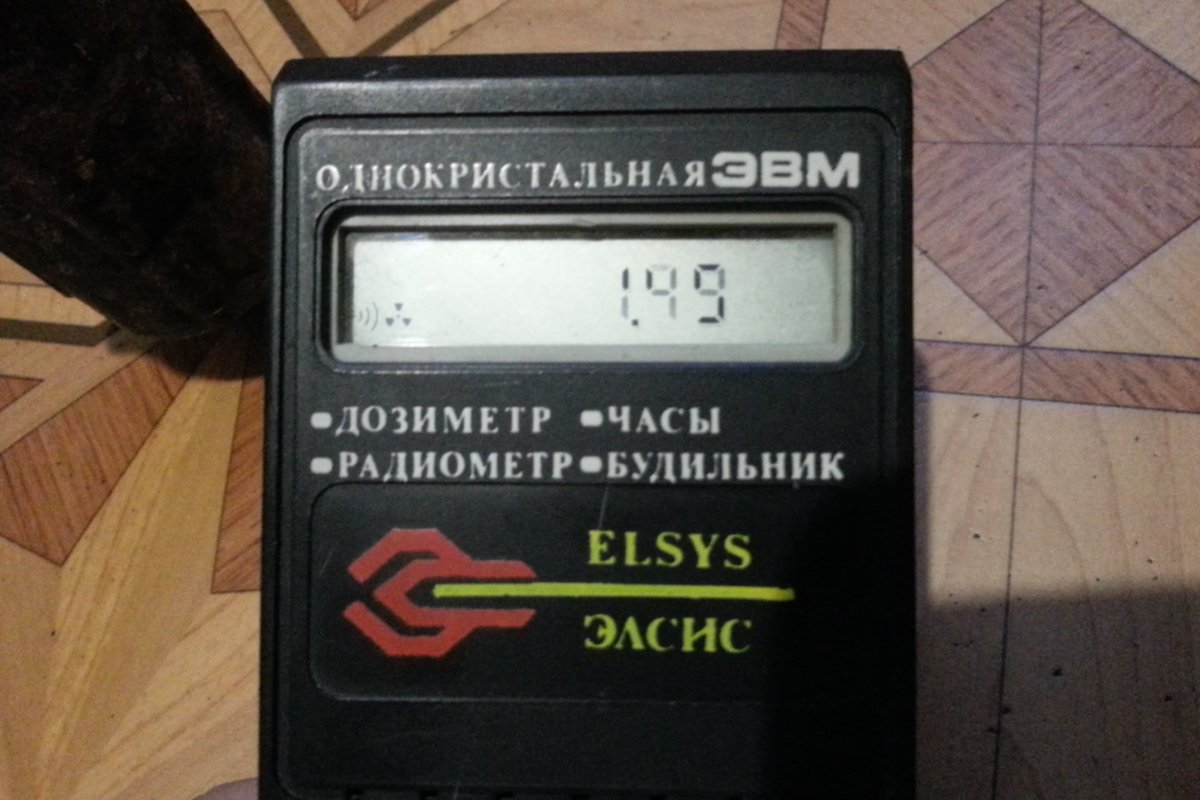 ОДНОКРИСТАЛЬНАЯ ЭВМ
1.49
ДОЗИМЕТР ЧАСЫ
РАДИОМЕТР БУДИЛЬНИК
ELSYS
ЭЛСИС